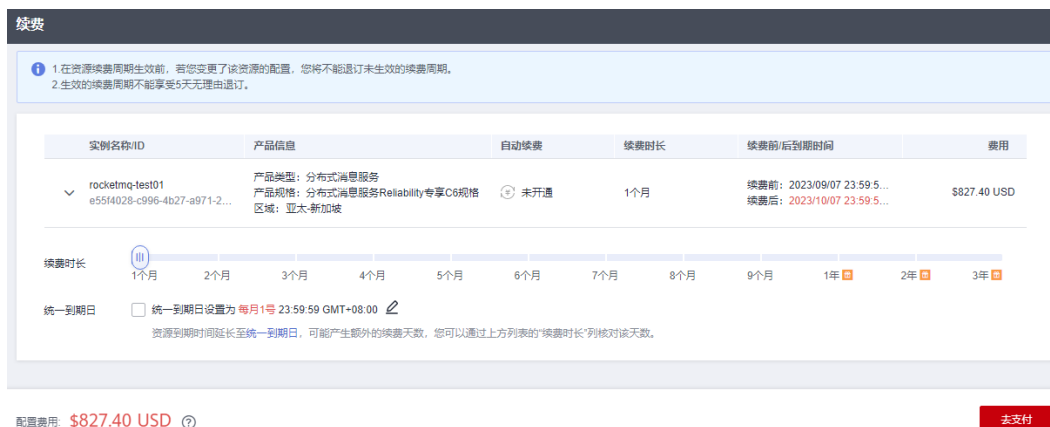 续费
1.在资源续费周期生效前，若您变更了该资源的配置，您将不能退订未生效的续费周期。
2.生效的续费周期不能享受5天无理由退订。
实例名称/ID 产品信息 自动续费 续费时长 续费前/后到期时间 费用
rocketmq-test01
e55f4028-c996-4b27-a971-2...
产品类型：分布式消息服务
产品规格：分布式消息服务Reliability专享C6规格
区域：亚太-新加坡
未开通
1个月
续费前：2023/09/07 23:59:5...
续费后：2023/10/07 23:59:5...
$827.40 USD
续费时长
1个月 2个月 3个月 4个月 5个月 6个月 7个月 8个月 9个月 1年 2年 3年
统一到期日 统一到期日设置为 每月1号 23:59:59 GMT+08:00
资源到期时间延长至统一到期日，可能产生额外的续费天数，您可以通过上方列表的“续费时长”列核对该天数。
配置费用: $827.40 USD
去支付